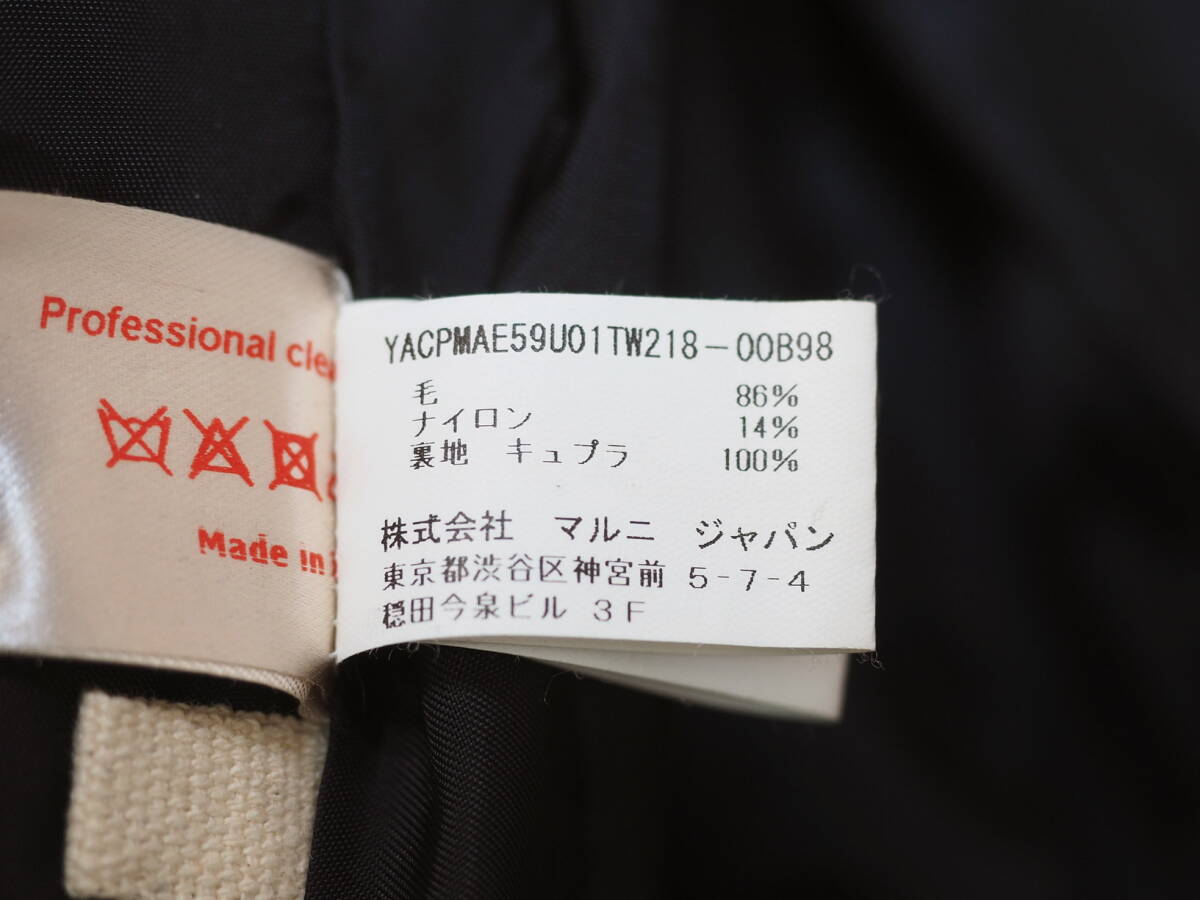 Professional
Made in
YACPMAE59U01TW218-00B98
毛 86%
ナイロン 14%
裏地 キュプラ 100%
株式会社 マルニ ジャパン
東京都渋谷区神宮前 5-7-4
穏田今泉ビル 3F